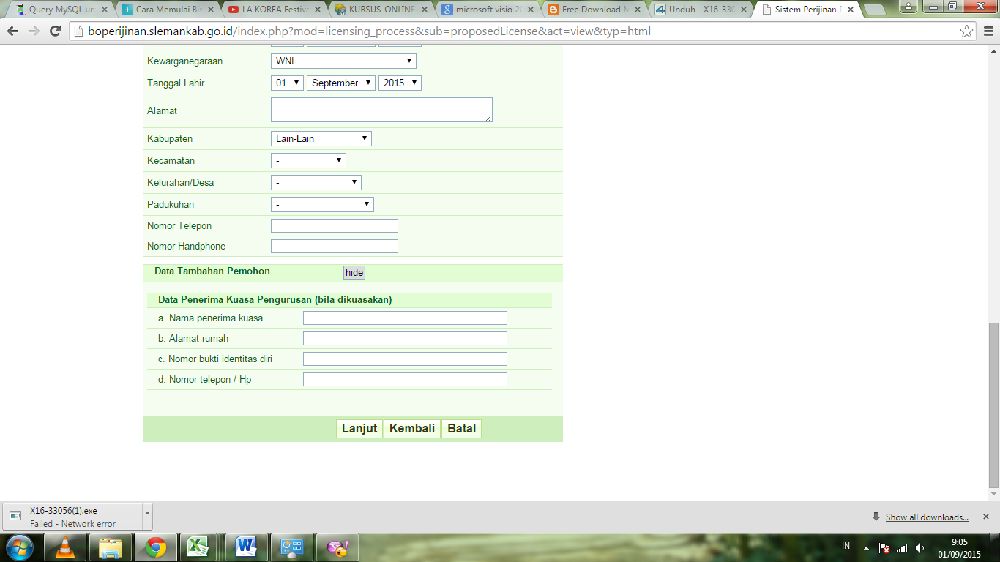 Query MySQL un
Cara Memulai Bis
LA KOREA Festiva
KURSUS-ONLINE
microsoft visio 20
Free Download M
Unduh - X16-330
Sistem Perijinan P
boperijinan.slemankab.go.id/index.php?mod=licensing_process&sub=proposedLicense&act=view&typ=html
Kewarganegaraan WNI
Tanggal Lahir 01 September 2015
Alamat
Kabupaten Lain-Lain
Kecamatan -
Kelurahan/Desa -
Padukuhan -
Nomor Telepon
Nomor Handphone
Data Tambahan Pemohon hide
Data Penerima Kuasa Pengurusan (bila dikuasakan)
a. Nama penerima kuasa
b. Alamat rumah
c. Nomor bukti identitas diri
d. Nomor telepon / Hp
Lanjut Kembali Batal
X16-33056(1).exe
Failed - Network error
Show all downloads...
IN
9:05
01/09/2015